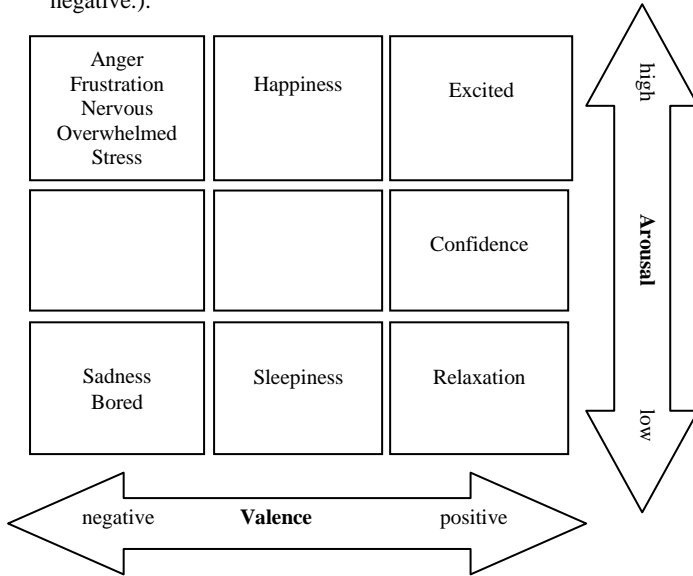 negative.).
Anger
Frustration
Nervous
Overwhelmed
Stress
Happiness
Excited
high
Confidence
Arousal
Sadness
Bored
Sleepiness
Relaxation
low
negative Valence positive